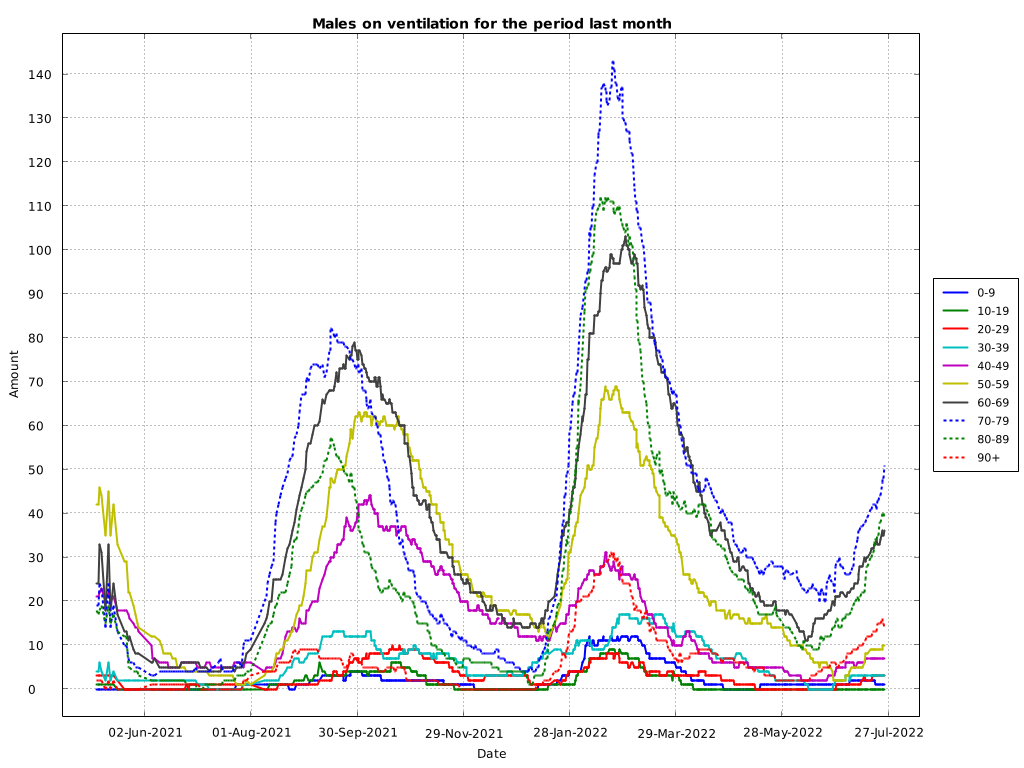 Males on ventilation for the period last month
Amount
140
130
120
110
100
90
80
70
60
50
40
30
20
10
0
02-Jun-2021
01-Aug-2021
30-Sep-2021
29-Nov-2021
28-Jan-2022
29-Mar-2022
28-May-2022
27-Jul-2022
Date
0-9
10-19
20-29
30-39
40-49
50-59
60-69
70-79
80-89
90+